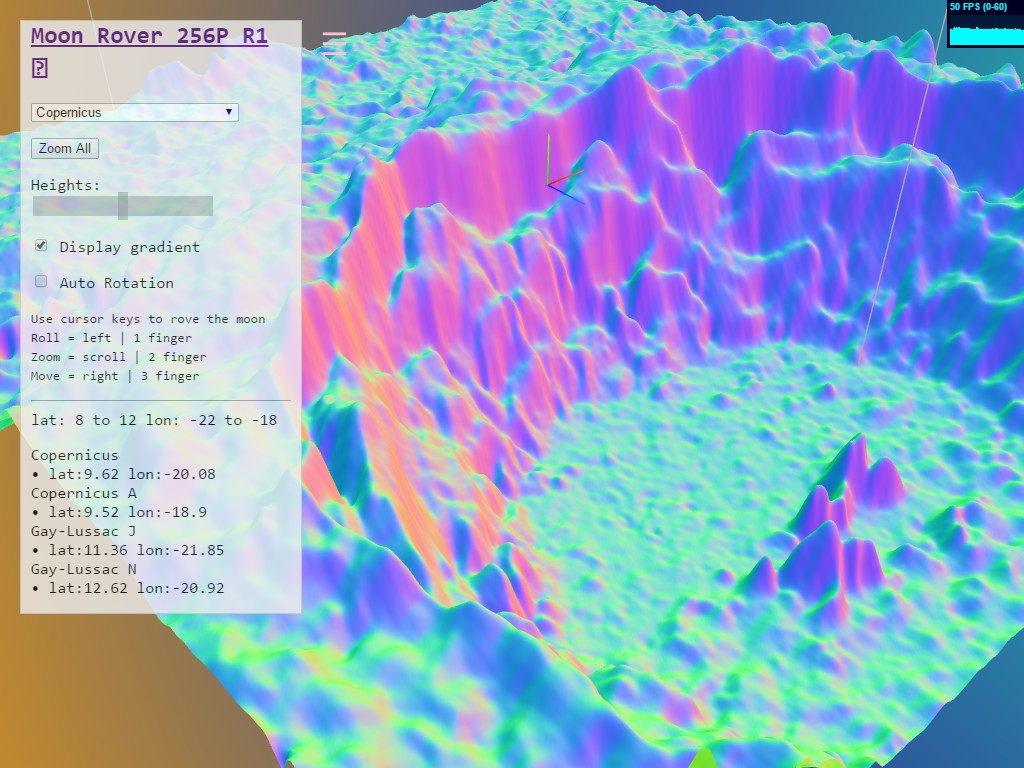 Moon Rover 256P R1
50 FPS (0-60)
Copernicus
Zoom All
Heights:
Display gradient
Auto Rotation
Use cursor keys to rove the moon
Roll = left | 1 finger
Zoom = scroll | 2 finger
Move = right | 3 finger
lat: 8 to 12 lon: -22 to -18
Copernicus
• lat:9.62 lon:-20.08
Copernicus A
• lat:9.52 lon:-18.9
Gay-Lussac J
• lat:11.36 lon:-21.85
Gay-Lussac N
• lat:12.62 lon:-20.92